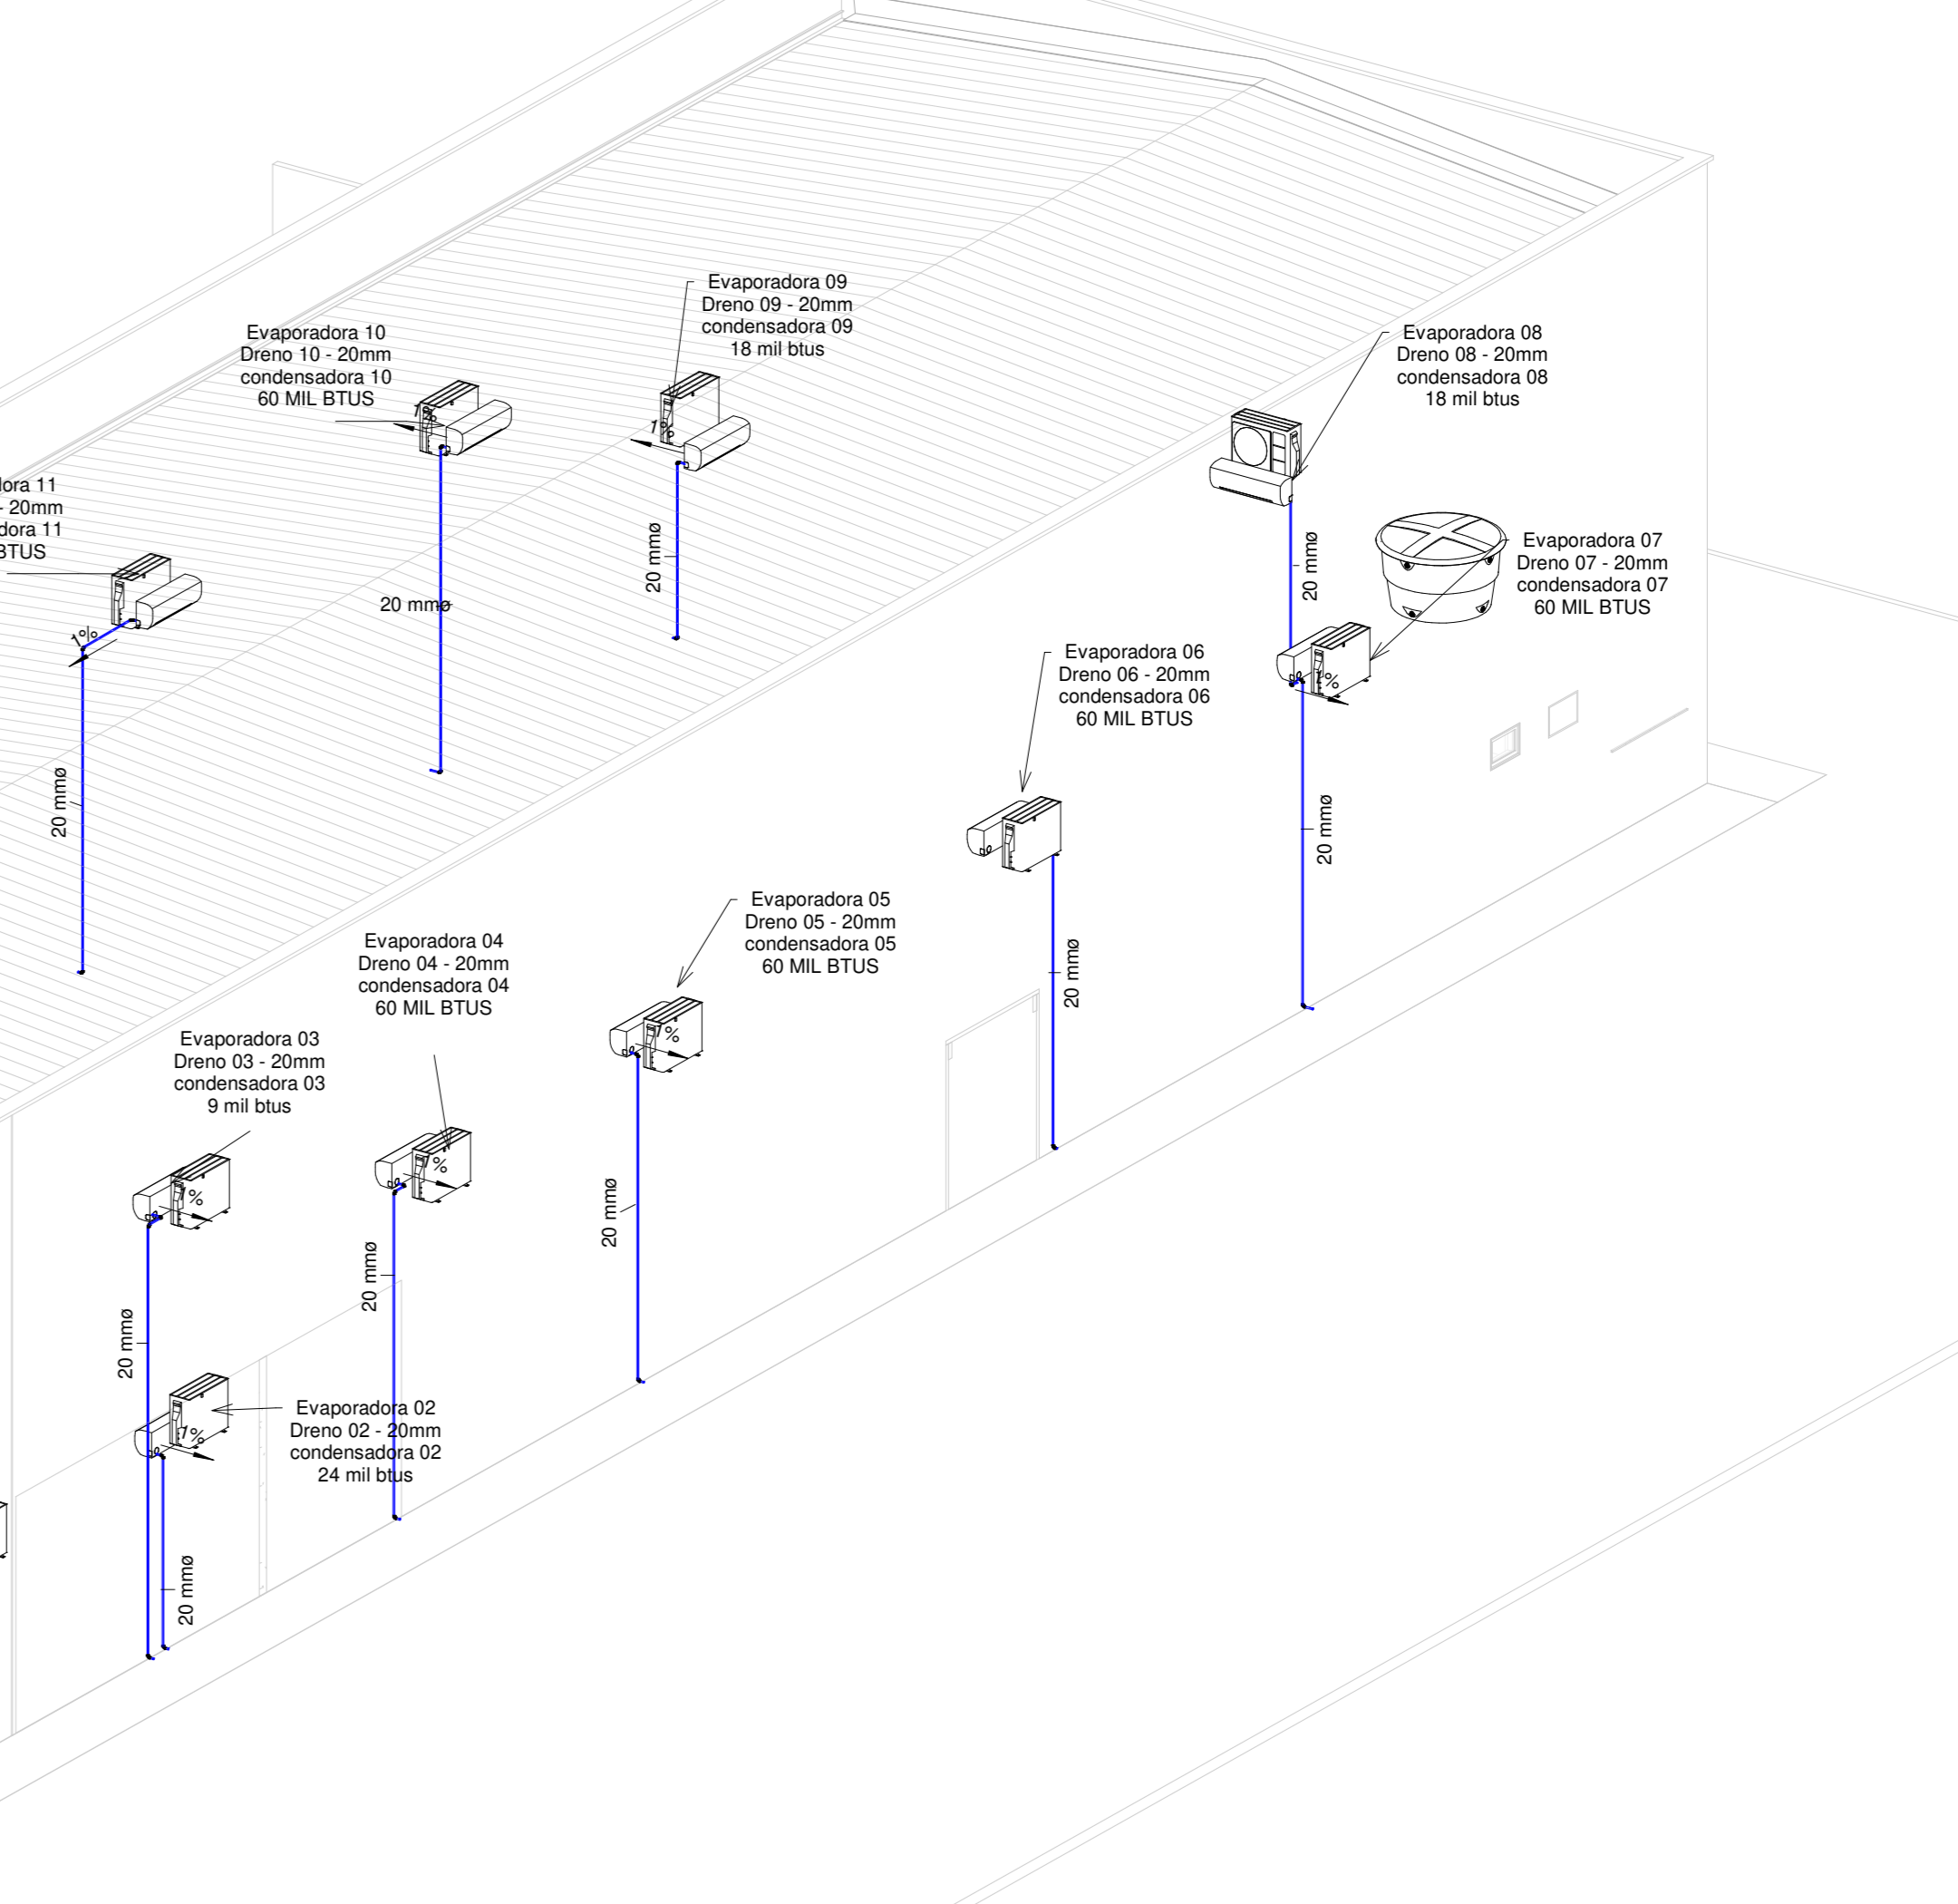 Evaporadora 09
Dreno 09 - 20mm
condensadora 09
18 mil btus
Evaporadora 10
Dreno 10 - 20mm
condensadora 10
60 MIL BTUS
Evaporadora 08
Dreno 08 - 20mm
condensadora 08
18 mil btus
1%
1%
dora 11
- 20mm
dora 11
BTUS
20 mmø
20 mmø
Evaporadora 07
Dreno 07 - 20mm
condensadora 07
60 MIL BTUS
20 mmø
1%
Evaporadora 06
Dreno 06 - 20mm
condensadora 06
60 MIL BTUS
1%
20 mmø
20 mmø
Evaporadora 05
Dreno 05 - 20mm
condensadora 05
60 MIL BTUS
Evaporadora 04
Dreno 04 - 20mm
condensadora 04
60 MIL BTUS
20 mmø
Evaporadora 03
Dreno 03 - 20mm
condensadora 03
9 mil btus
%
%
%
20 mmø
20 mmø
20 mmø
Evaporadora 02
Dreno 02 - 20mm
condensadora 02
24 mil btus
1%
20 mmø